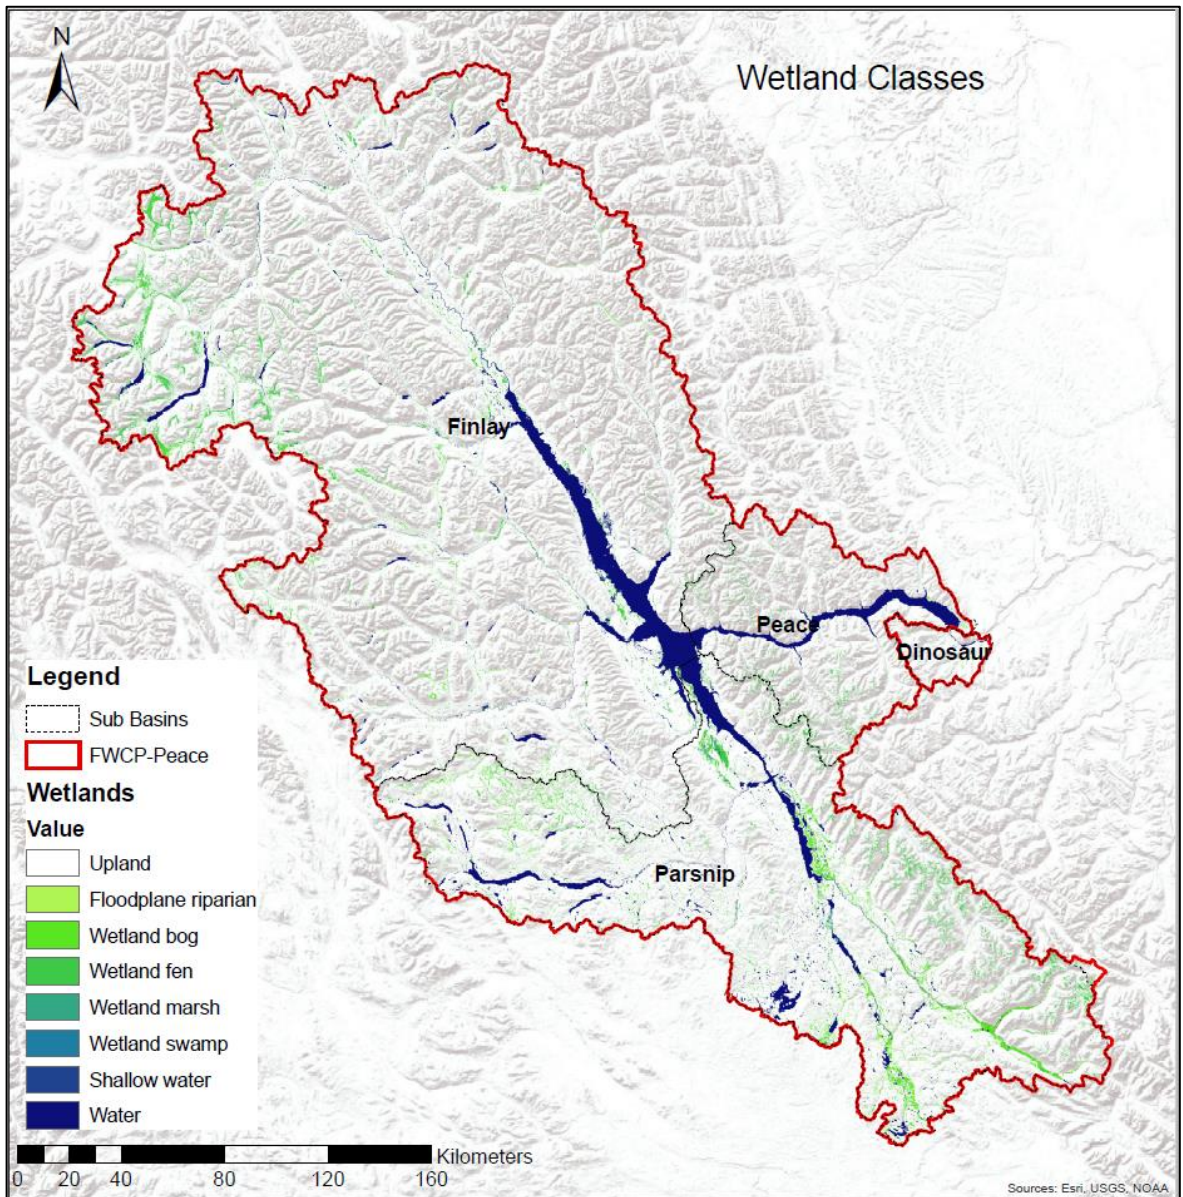 N
Wetland Classes
Finlay
Peace
Dinosaur
Parsnip
Legend
Sub Basins
FWCP-Peace
Wetlands
Value
Upland
Floodplane riparian
Wetland bog
Wetland fen
Wetland marsh
Wetland swamp
Shallow water
Water
Kilometers
0 20 40 80 120 160
Sources: Esri, USGS, NOAA